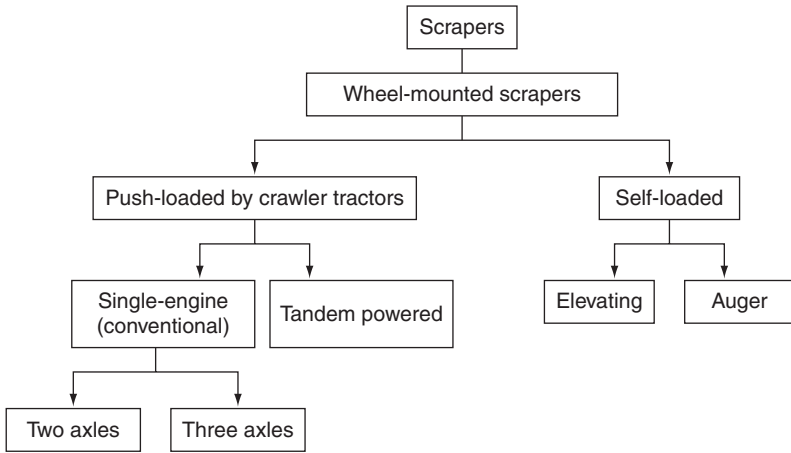 Scrapers
Wheel-mounted scrapers
Push-loaded by crawler tractors
Self-loaded
Single-engine
(conventional)
Tandem powered
Elevating
Auger
Two axles
Three axles